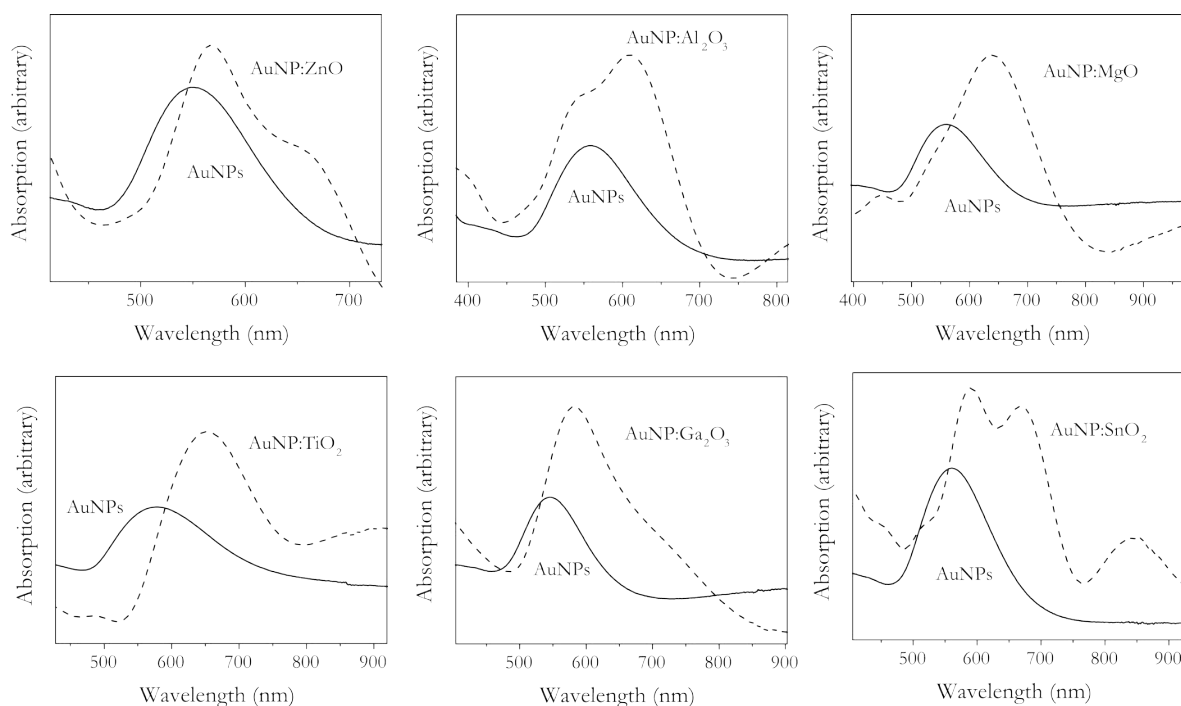 Absorption (arbitrary)
AuNP:ZnO
AuNPs
500 600 700
Wavelength (nm)
Absorption (arbitrary)
AuNP:Al₂O₃
AuNPs
400 500 600 700 800
Wavelength (nm)
Absorption (arbitrary)
AuNP:MgO
AuNPs
400 500 600 700 800 900
Wavelength (nm)
Absorption (arbitrary)
AuNP:TiO₂
AuNPs
500 600 700 800 900
Wavelength (nm)
Absorption (arbitrary)
AuNP:Ga₂O₃
AuNPs
500 600 700 800 900
Wavelength (nm)
Absorption (arbitrary)
AuNP:SnO₂
AuNPs
500 600 700 800 900
Wavelength (nm)